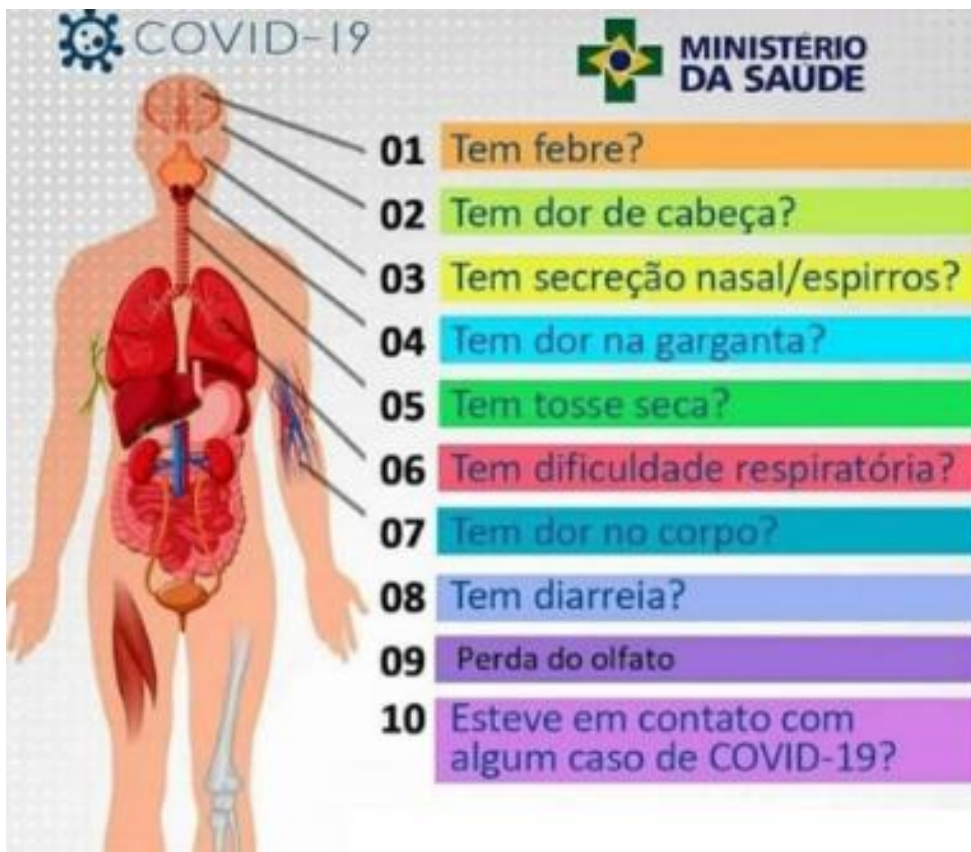 COVID-19
MINISTÉRIO
DA SAÚDE
01 Tem febre?
02 Tem dor de cabeça?
03 Tem secreção nasal/espirros?
04 Tem dor na garganta?
05 Tem tosse seca?
06 Tem dificuldade respiratória?
07 Tem dor no corpo?
08 Tem diarreia?
09 Perda do olfato
10 Esteve em contato com
algum caso de COVID-19?